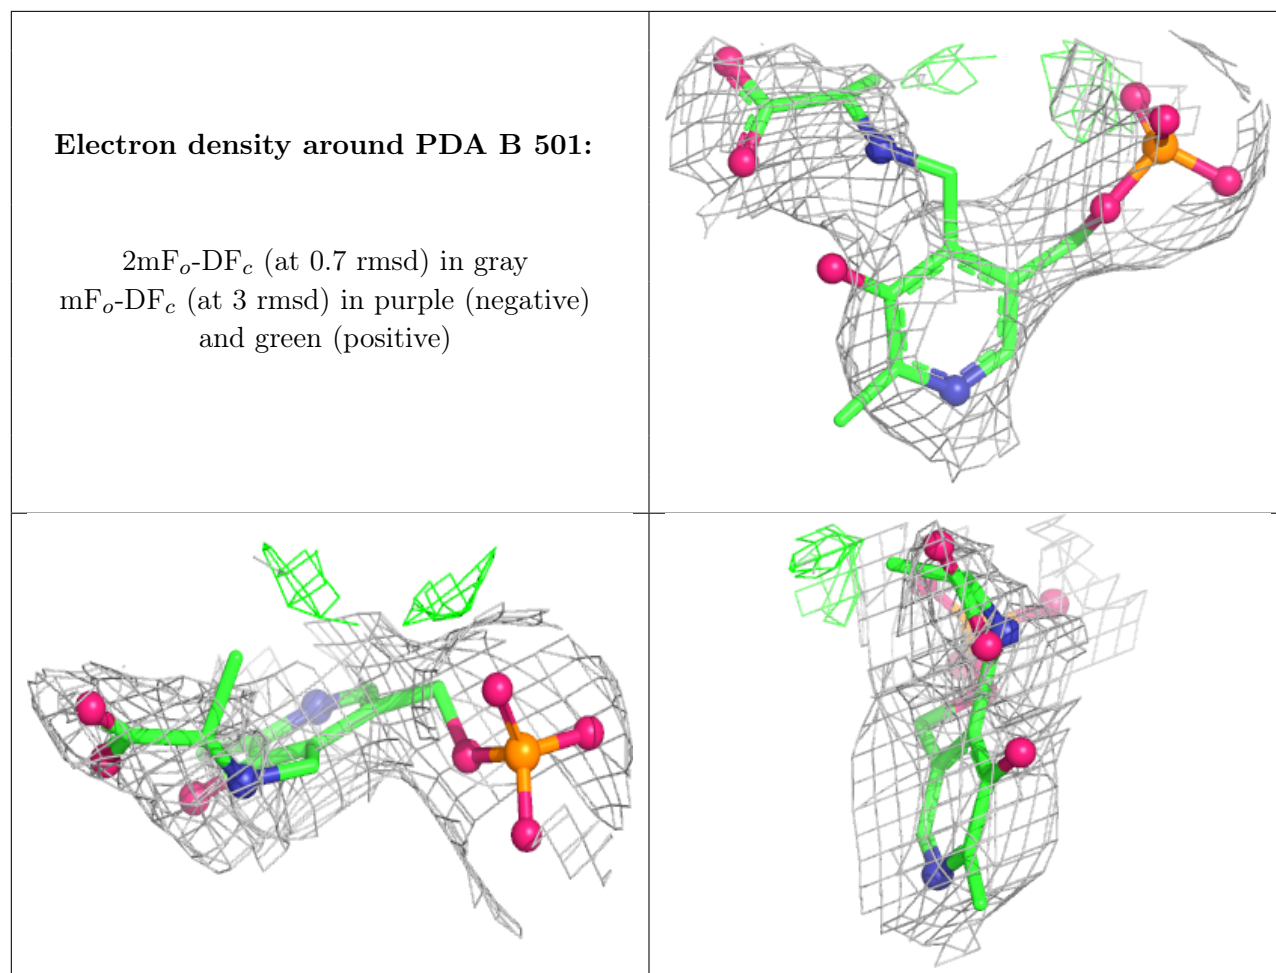 Electron density around PDA B 501:
2mFo-DFc (at 0.7 rmsd) in gray
mFo-DFc (at 3 rmsd) in purple (negative)
and green (positive)